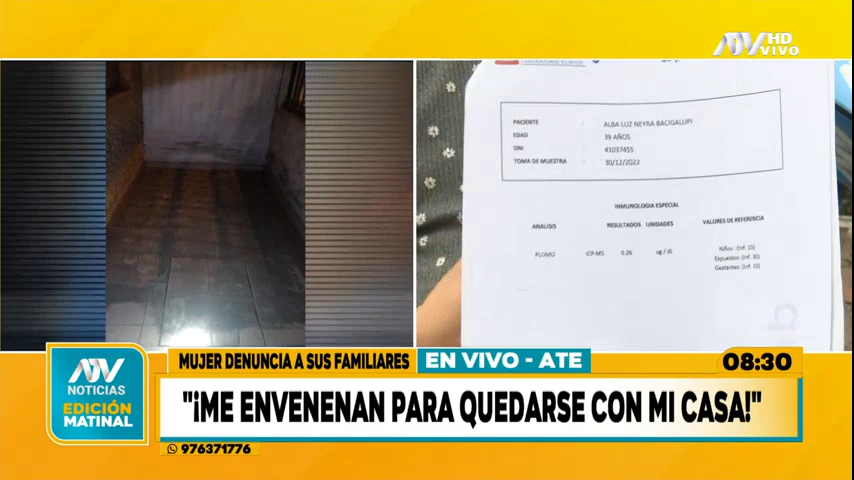 ATV HD
VIVO
LABORATORIO CLINICO
PACIENTE : ALBA LUZ NEYRA BACIGALUPI
EDAD : 39 AÑOS
DNI : 41037455
TOMA DE MUESTRA : 30/12/2022
INMUNOLOGIA ESPECIAL
ANALISIS RESULTADOS UNIDADES VALORES DE REFERENCIA
PLOMO ICP-MS 0.26 ug / dL
Niños : (Inf. 10)
Expuestos: (Inf. 30)
Gestantes: (Inf. 10)
MUJER DENUNCIA A SUS FAMILIARES EN VIVO - ATE 08:30
ATV
NOTICIAS
EDICIÓN
MATINAL
"¡ME ENVENENAN PARA QUEDARSE CON MI CASA!"
976371776